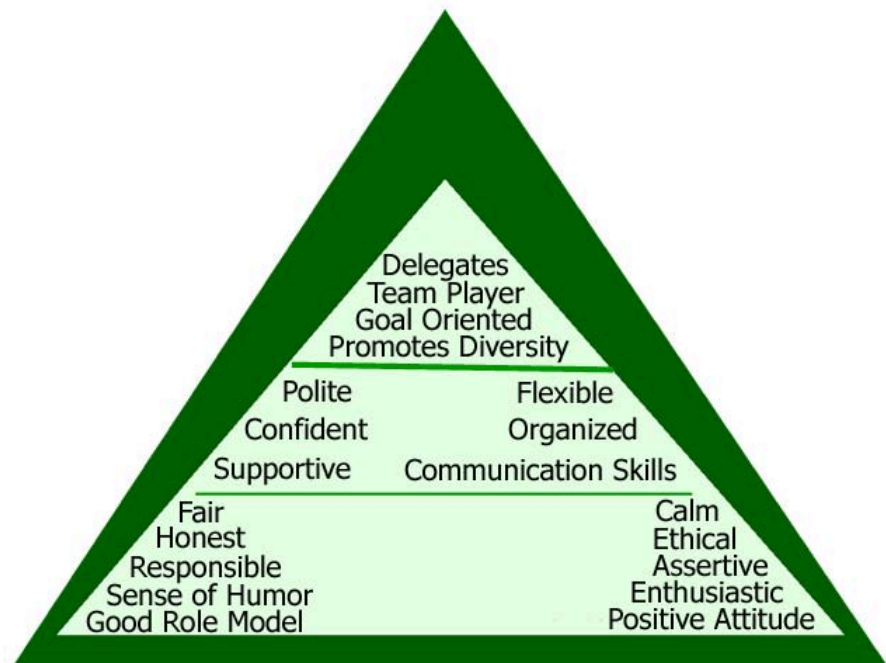 Delegates
Team Player
Goal Oriented
Promotes Diversity
Polite Flexible
Confident Organized
Supportive Communication Skills
Fair Calm
Honest Ethical
Responsible Assertive
Sense of Humor Enthusiastic
Good Role Model Positive Attitude